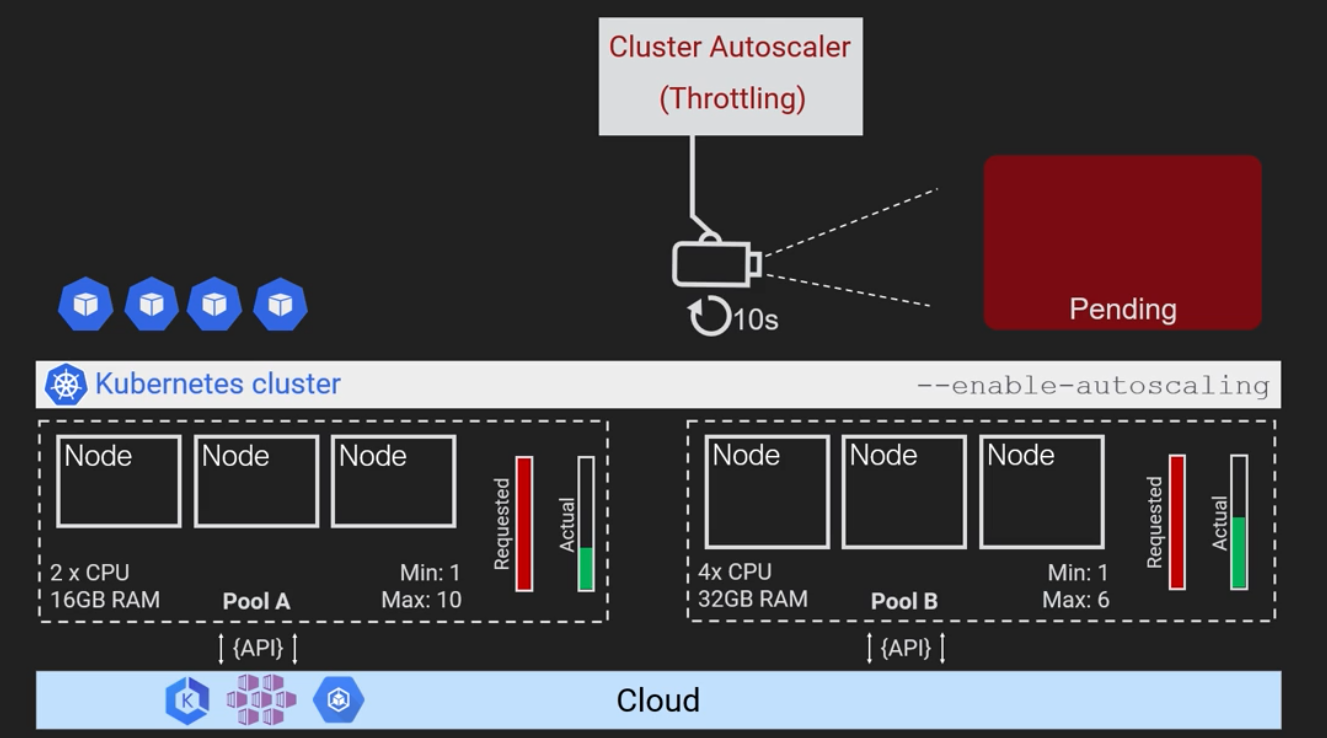 Cluster Autoscaler
(Throttling)
Pending
10s
Kubernetes cluster
--enable-autoscaling
Node
Node
Node
Requested
Actual
2 x CPU
16GB RAM
Pool A
Min: 1
Max: 10
Node
Node
Node
Requested
Actual
4x CPU
32GB RAM
Pool B
Min: 1
Max: 6
{API}
{API}
K
Cloud